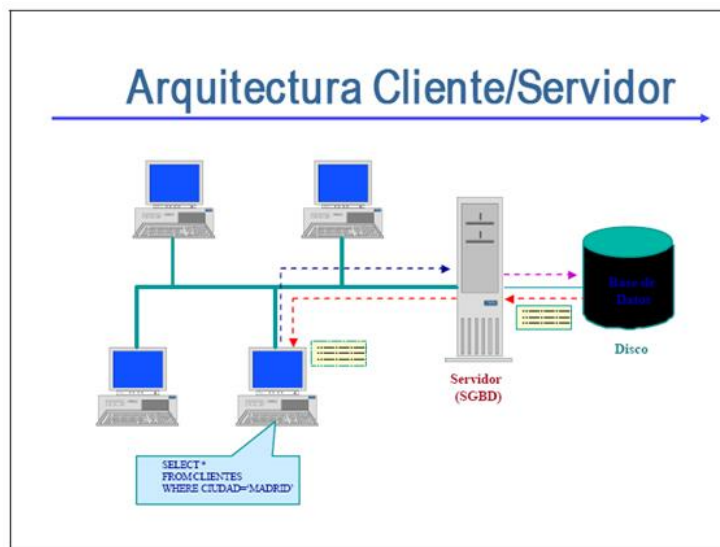 Arquitectura Cliente/Servidor
Base de
Datos
Disco
Servidor
(SGBD)
SELECT *
FROM CLIENTES
WHERE CIUDAD='MADRID'